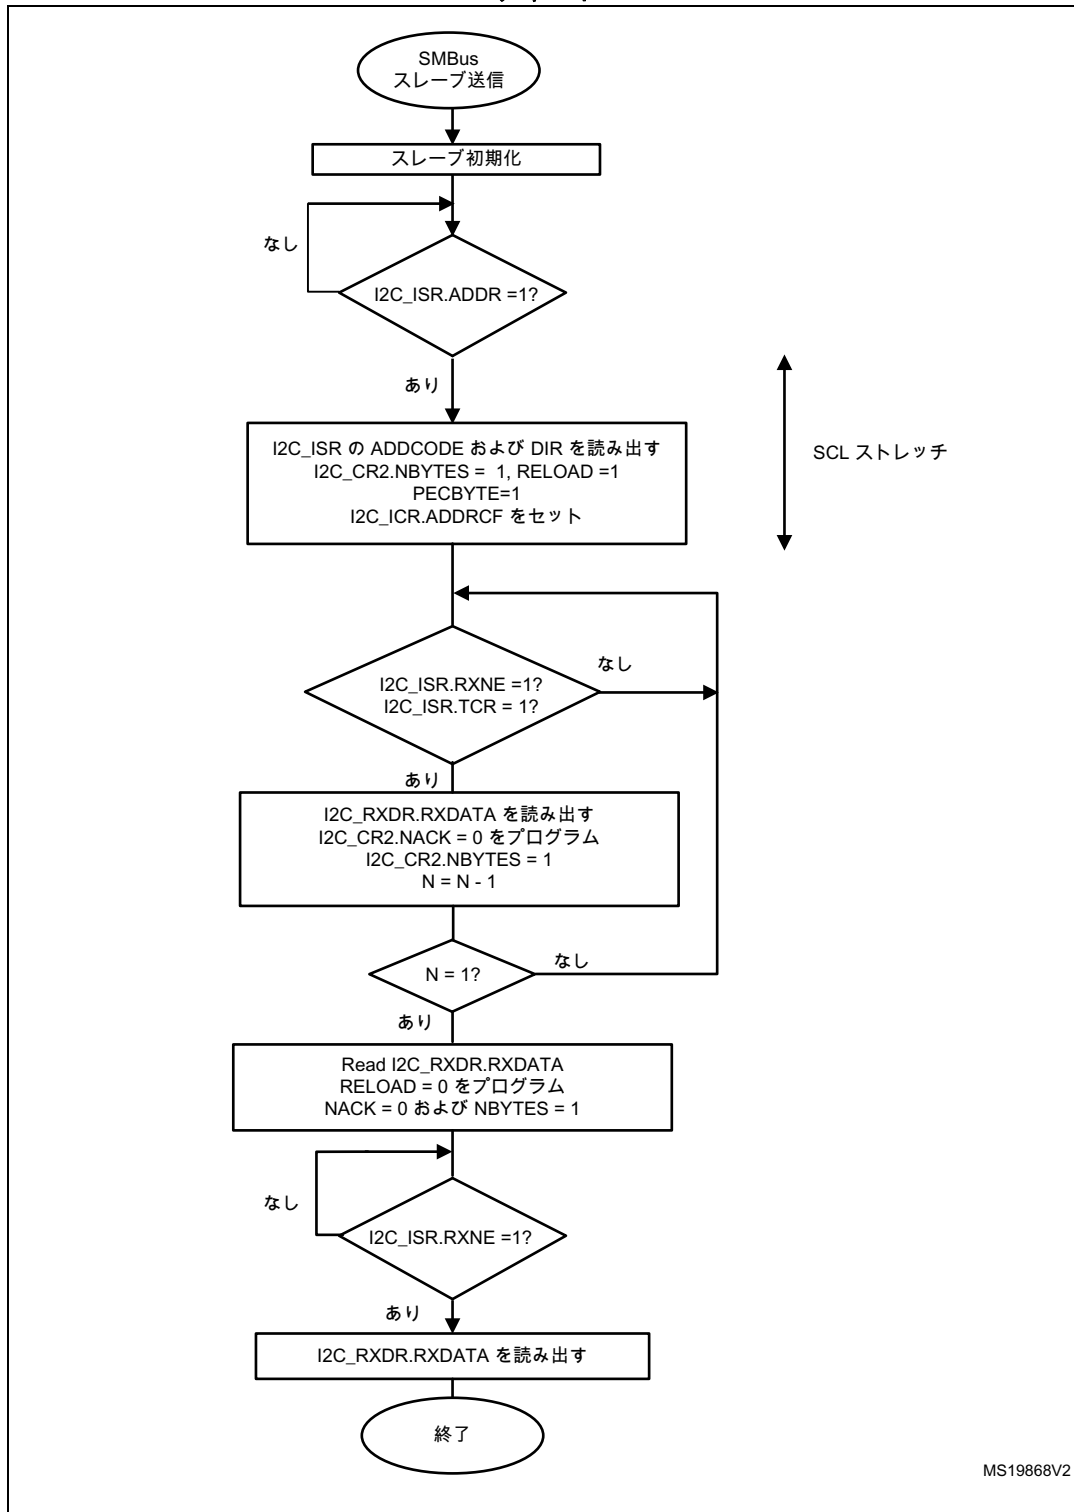 SMBus
スレーブ送信
スレーブ初期化
なし
I2C_ISR.ADDR =1?
あり
I2C_ISR の ADDCODE および DIR を読み出す
I2C_CR2.NBYTES = 1, RELOAD =1
PECBYTE=1
I2C_ICR.ADDRCF をセット
SCL ストレッチ
なし
I2C_ISR.RXNE =1?
I2C_ISR.TCR = 1?
あり
I2C_RXDR.RXDATA を読み出す
I2C_CR2.NACK = 0 をプログラム
I2C_CR2.NBYTES = 1
N = N - 1
N = 1?
なし
あり
Read I2C_RXDR.RXDATA
RELOAD = 0 をプログラム
NACK = 0 および NBYTES = 1
なし
I2C_ISR.RXNE =1?
あり
I2C_RXDR.RXDATA を読み出す
終了
MS19868V2